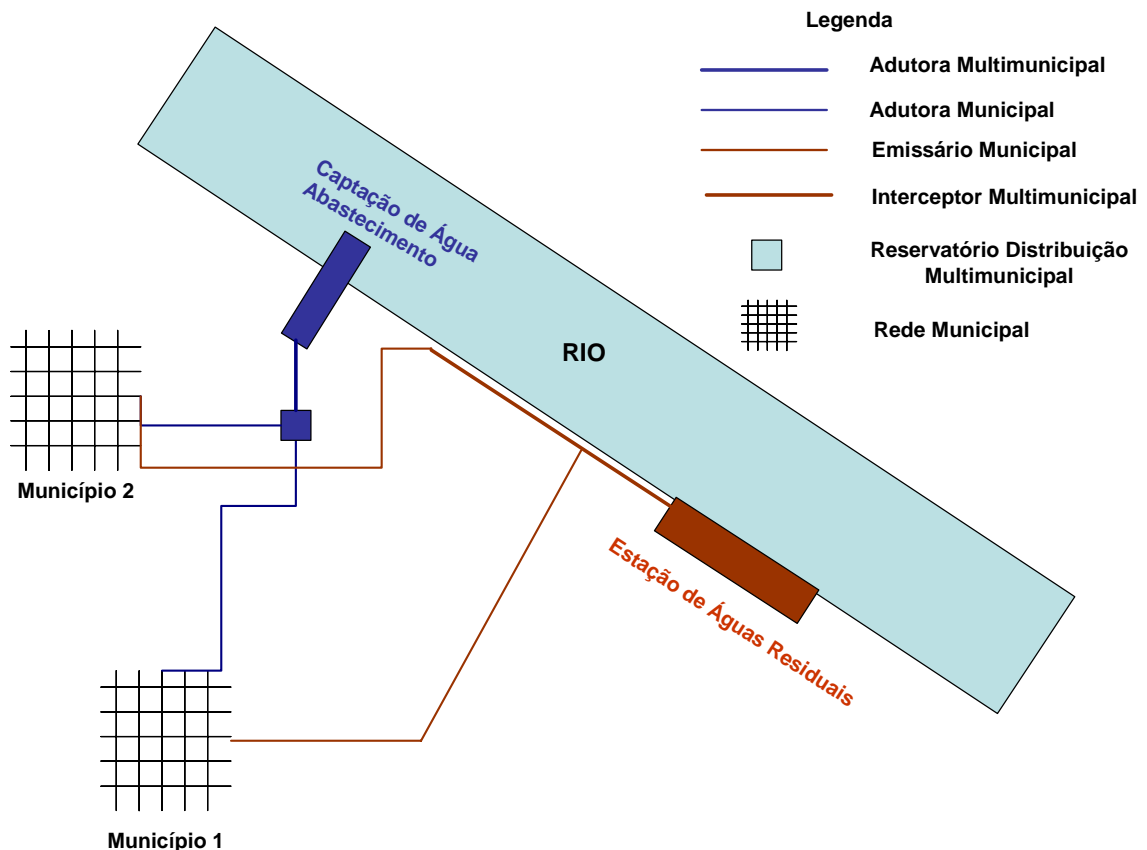 Legenda
Adutora Multimunicipal
Adutora Municipal
Emissário Municipal
Interceptor Multimunicipal
Reservatório Distribuição
Multimunicipal
Rede Municipal
Captação de Água
Abastecimento
RIO
Município 2
Estação de Águas Residuais
Município 1